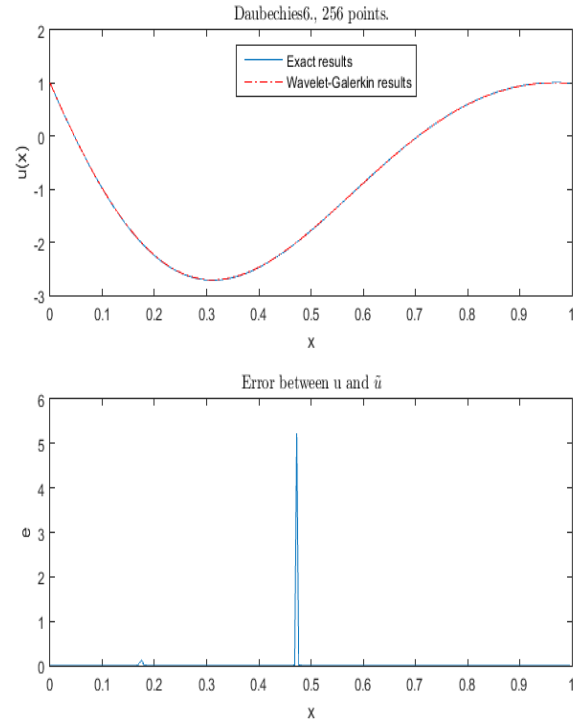 Daubechies6., 256 points.
2
1
0
-1
-2
-3
u(x)
Exact results
Wavelet-Galerkin results
0 0.1 0.2 0.3 0.4 0.5 0.6 0.7 0.8 0.9 1
x
Error between u and ũ
6
5
4
3
2
1
0
e
0 0.1 0.2 0.3 0.4 0.5 0.6 0.7 0.8 0.9 1
x